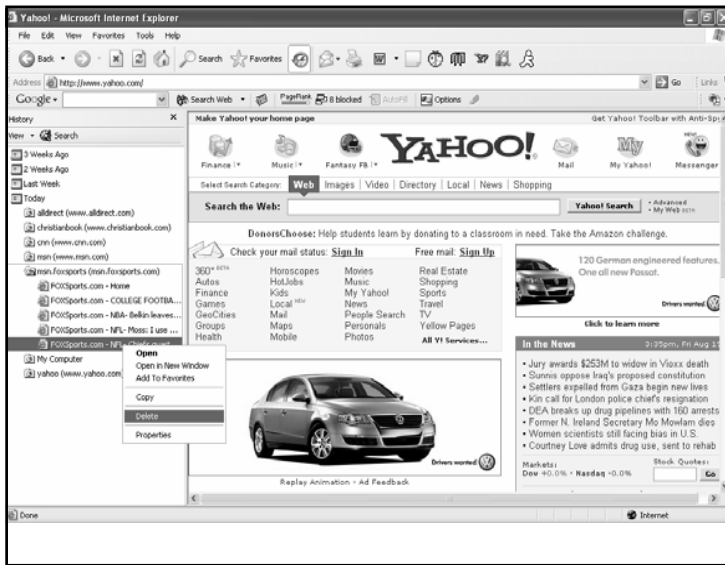 Yahoo! - Microsoft Internet Explorer
File Edit View Favorites Tools Help
Back Search Favorites
Address http://www.yahoo.com/ Go Links
Google Search Web PageRank 8 blocked AutoFill Options
History x
View Search
3 Weeks Ago
2 Weeks Ago
Last Week
Today
alldirect (www.alldirect.com)
christianbook (www.christianbook.com)
cnn (www.cnn.com)
msn (www.msn.com)
msn.foxsports (msn.foxsports.com)
FOXSports.com - Home
FOXSports.com - COLLEGE FOOTBA...
FOXSports.com - NBA- Belkin leaves...
FOXSports.com - NFL- Moss: I use ...
FOXSports.com - NFL-
My Computer
yahoo (www.yahoo.com)
Open
Open in New Window
Add To Favorites
Copy
Delete
Properties
Make Yahoo! your home page Get Yahoo! Toolbar with Anti-Spy
Finance Music Fantasy FB YAHOO! Mail My Yahoo! Messenger
Select Search Category: Web Images | Video | Directory | Local | News | Shopping
Search the Web: Yahoo! Search • Advanced
• My Web BETA
DonorsChoose: Help students learn by donating to a classroom in need. Take the Amazon challenge.
Check your mail status: Sign In Free mail: Sign Up
360° BETA Horoscopes Movies Real Estate
Autos HotJobs Music Shopping
Finance Kids My Yahoo! Sports
Games Local NEW News Travel
GeoCities Mail People Search TV
Groups Maps Personals Yellow Pages
Health Mobile Photos All Y! Services...
Drivers wanted.
Replay Animation - Ad Feedback
120 German engineered features.
One all new Passat.
Drivers wanted.
Click to learn more
In the News 3:35pm, Fri Aug 19
• Jury awards $253M to widow in Vioxx death
• Sunnis oppose Iraq's proposed constitution
• Settlers expelled from Gaza begin new lives
• Kin call for London police chief's resignation
• DEA breaks up drug pipelines with 160 arrests
• Former N. Ireland Secretary Mo Mowlam dies
• Women scientists still facing bias in U.S.
• Courtney Love admits drug use, sent to rehab
Markets: Stock Quotes:
Dow +0.0% • Nasdaq -0.0% Go
Done Internet